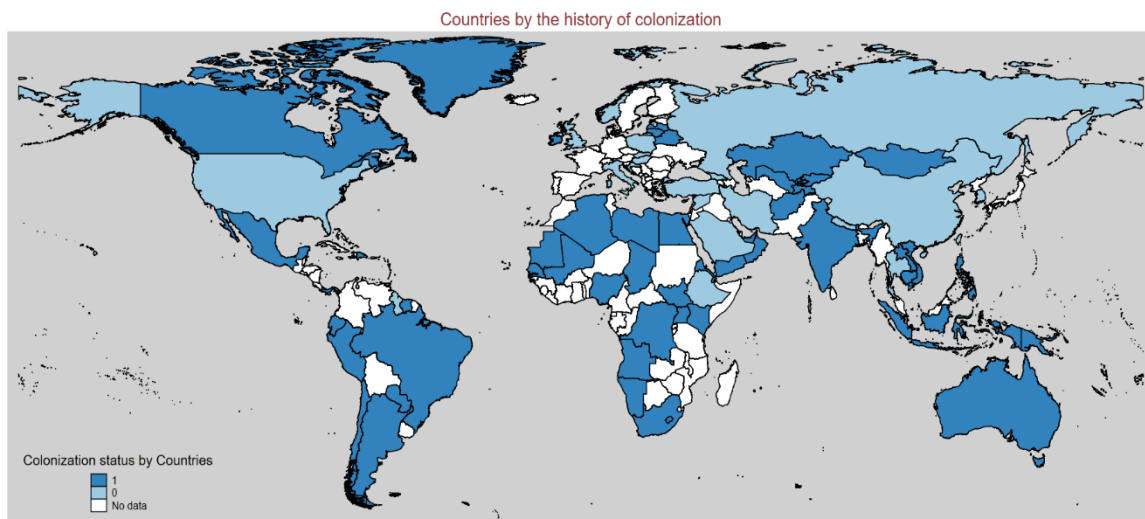 Countries by the history of colonization
Colonization status by Countries
1
0
No data